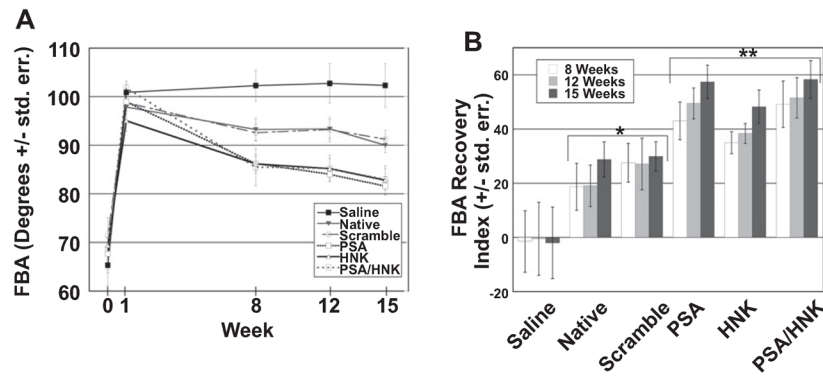 A
110
100
90
80
70
60
FBA (Degrees +/- std. err.)
0 1 8 12 15
Week
Saline
Native
Scramble
PSA
HNK
PSA/HNK
B
60
40
20
0
-20
FBA Recovery
Index (+/- std. err.)
8 Weeks
12 Weeks
15 Weeks
*
**
Saline
Native
Scramble
PSA
HNK
PSA/HNK